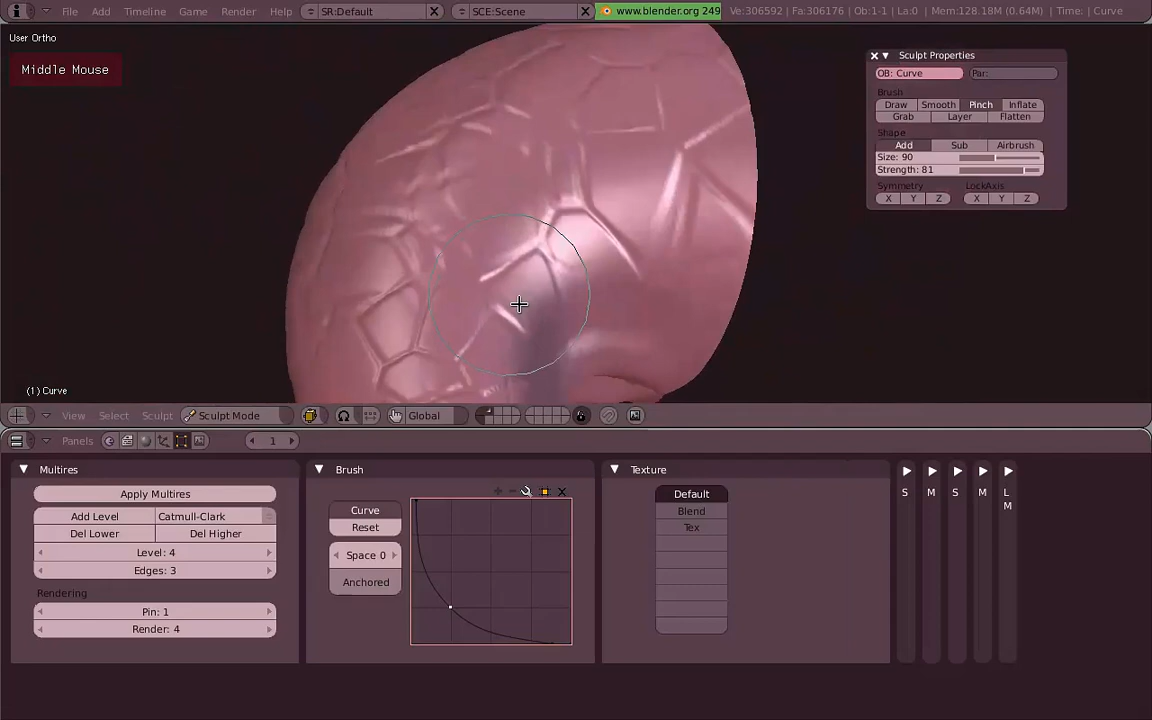 File Add Timeline Game Render Help SR:Default SCE:Scene www.blender.org 249 Ve:306592 | Fa:306176 | Ob:1-1 | La:0 | Mem:128.18M (0.64M) | Time: | Curve
User Ortho
Middle Mouse
Sculpt Properties
OB: Curve Par:
Brush
Draw Smooth Pinch Inflate
Grab Layer Flatten
Shape
Add Sub Airbrush
Size: 90
Strength: 81
Symmetry LockAxis
X Y Z X Y Z
(1) Curve
View Select Sculpt Sculpt Mode Global
Panels 1
Multires Brush Texture
Apply Multires
Add Level Catmull-Clark
Del Lower Del Higher
Level: 4
Edges: 3
Rendering
Pin: 1
Render: 4
Curve
Reset
Space 0
Anchored
Default
Blend
Tex
S M S M L
M